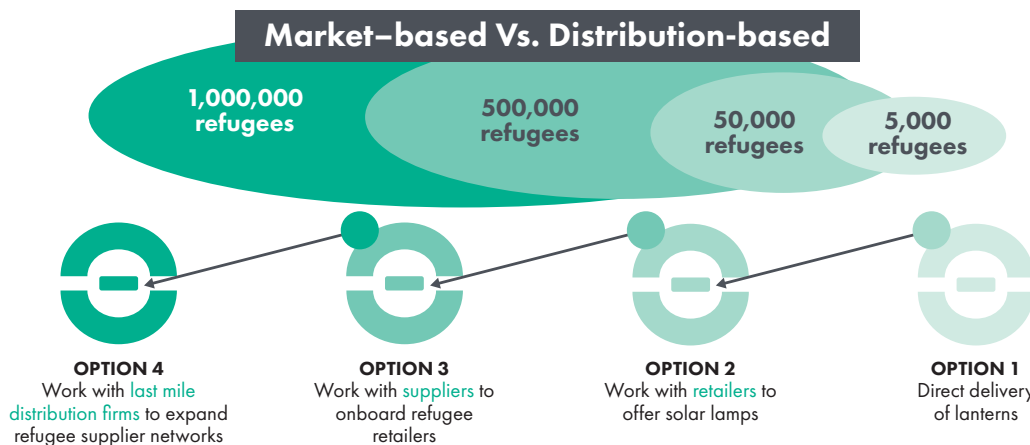 Market–based Vs. Distribution-based
1,000,000
refugees
500,000
refugees
50,000
refugees
5,000
refugees
OPTION 4
Work with last mile
distribution firms to expand
refugee supplier networks
OPTION 3
Work with suppliers to
onboard refugee
retailers
OPTION 2
Work with retailers to
offer solar lamps
OPTION 1
Direct delivery
of lanterns